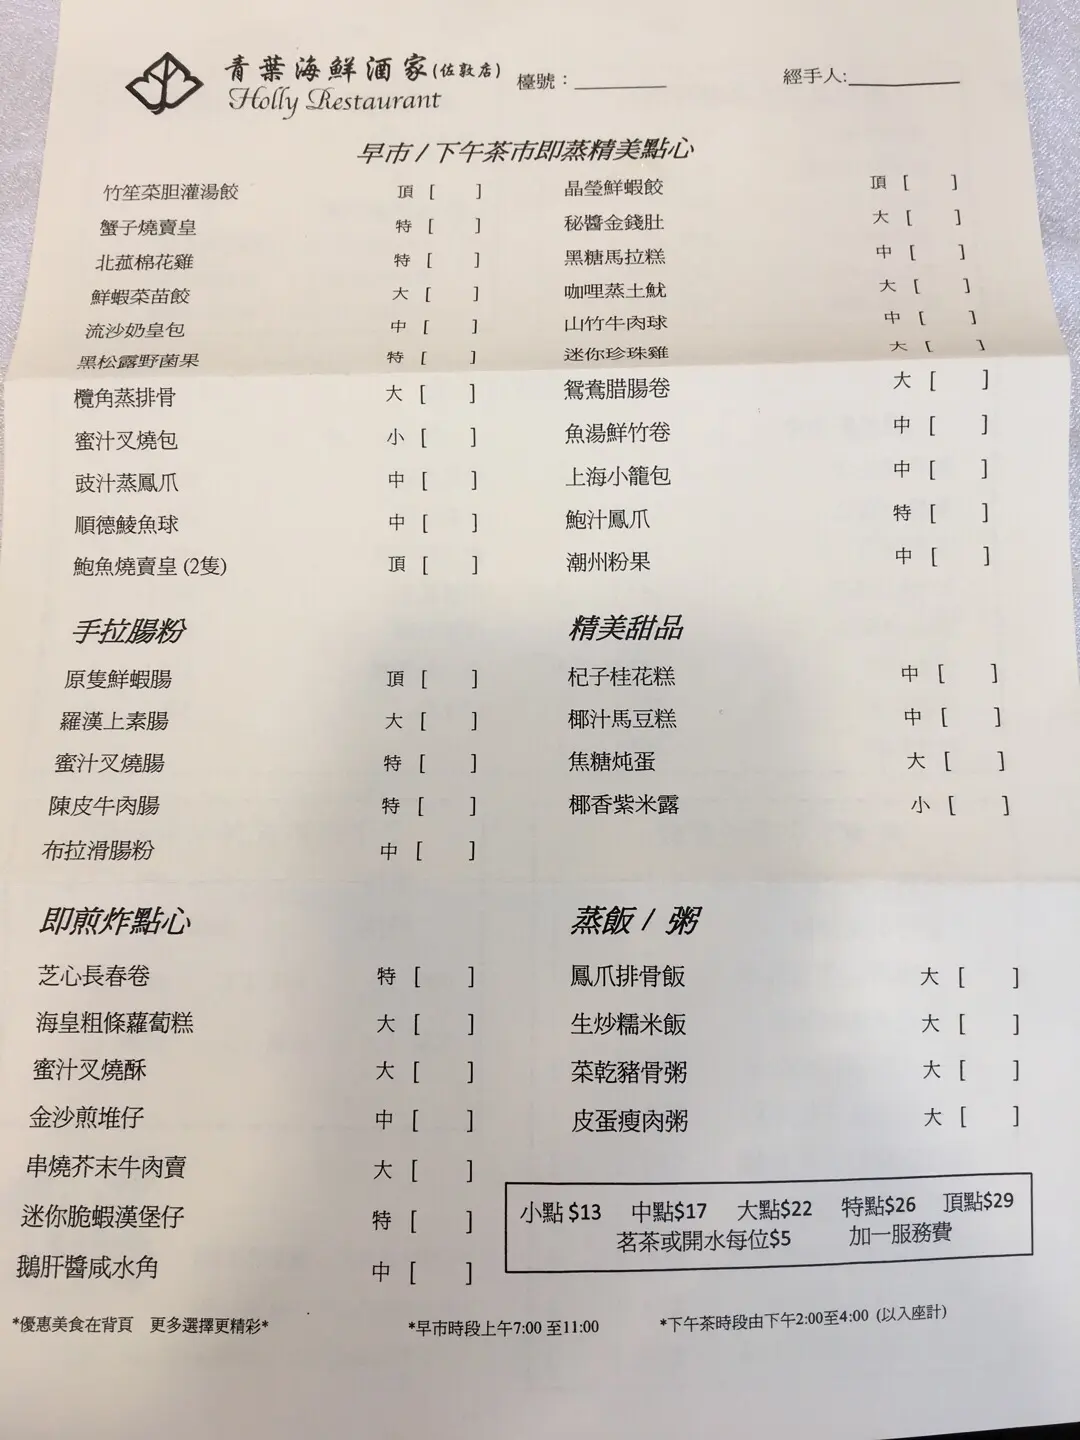 青葉海鮮酒家(佐敦店) 檯號：______ 經手人:______
Holly Restaurant
早市 / 下午茶市即蒸精美點心
竹笙菜胆灌湯餃 頂 [ ] 晶瑩鮮蝦餃 頂 [ ]
蟹子燒賣皇 特 [ ] 秘醬金錢肚 大 [ ]
北菰棉花雞 特 [ ] 黑糖馬拉糕 中 [ ]
鮮蝦菜苗餃 大 [ ] 咖哩蒸土魷 大 [ ]
流沙奶皇包 中 [ ] 山竹牛肉球 中 [ ]
黑松露野菌果 特 [ ] 迷你珍珠雞 大 [ ]
欖角蒸排骨 大 [ ] 鴛鴦腊腸卷 大 [ ]
蜜汁叉燒包 小 [ ] 魚湯鮮竹卷 中 [ ]
豉汁蒸鳳爪 中 [ ] 上海小籠包 中 [ ]
順德鯪魚球 中 [ ] 鮑汁鳳爪 特 [ ]
鮑魚燒賣皇 (2隻) 頂 [ ] 潮州粉果 中 [ ]
手拉腸粉 精美甜品
原隻鮮蝦腸 頂 [ ] 杞子桂花糕 中 [ ]
羅漢上素腸 大 [ ] 椰汁馬豆糕 中 [ ]
蜜汁叉燒腸 特 [ ] 焦糖炖蛋 大 [ ]
陳皮牛肉腸 特 [ ] 椰香紫米露 小 [ ]
布拉滑腸粉 中 [ ]
即煎炸點心 蒸飯 / 粥
芝心長春卷 特 [ ] 鳳爪排骨飯 大 [ ]
海皇粗條蘿蔔糕 大 [ ] 生炒糯米飯 大 [ ]
蜜汁叉燒酥 大 [ ] 菜乾豬骨粥 大 [ ]
金沙煎堆仔 中 [ ] 皮蛋瘦肉粥 大 [ ]
串燒芥末牛肉賣 大 [ ]
迷你脆蝦漢堡仔 特 [ ]
鵝肝醬咸水角 中 [ ]
小點 $13 中點$17 大點$22 特點$26 頂點$29
茗茶或開水每位$5 加一服務費
*優惠美食在背頁 更多選擇更精彩* *早市時段上午7:00 至11:00 *下午茶時段由下午2:00至4:00 (以入座計)